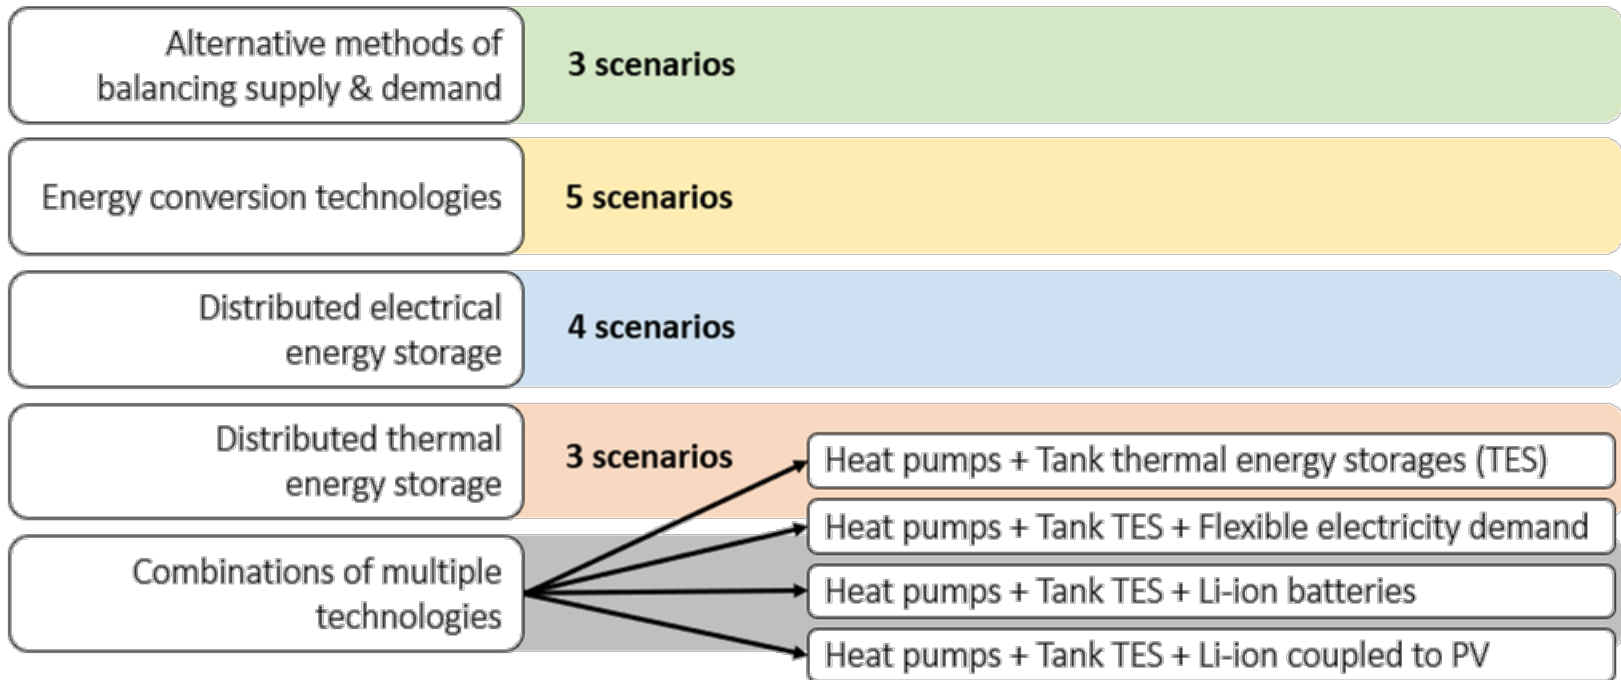 Alternative methods of
balancing supply & demand
3 scenarios
Energy conversion technologies
5 scenarios
Distributed electrical
energy storage
4 scenarios
Distributed thermal
energy storage
3 scenarios
Combinations of multiple
technologies
Heat pumps + Tank thermal energy storages (TES)
Heat pumps + Tank TES + Flexible electricity demand
Heat pumps + Tank TES + Li-ion batteries
Heat pumps + Tank TES + Li-ion coupled to PV